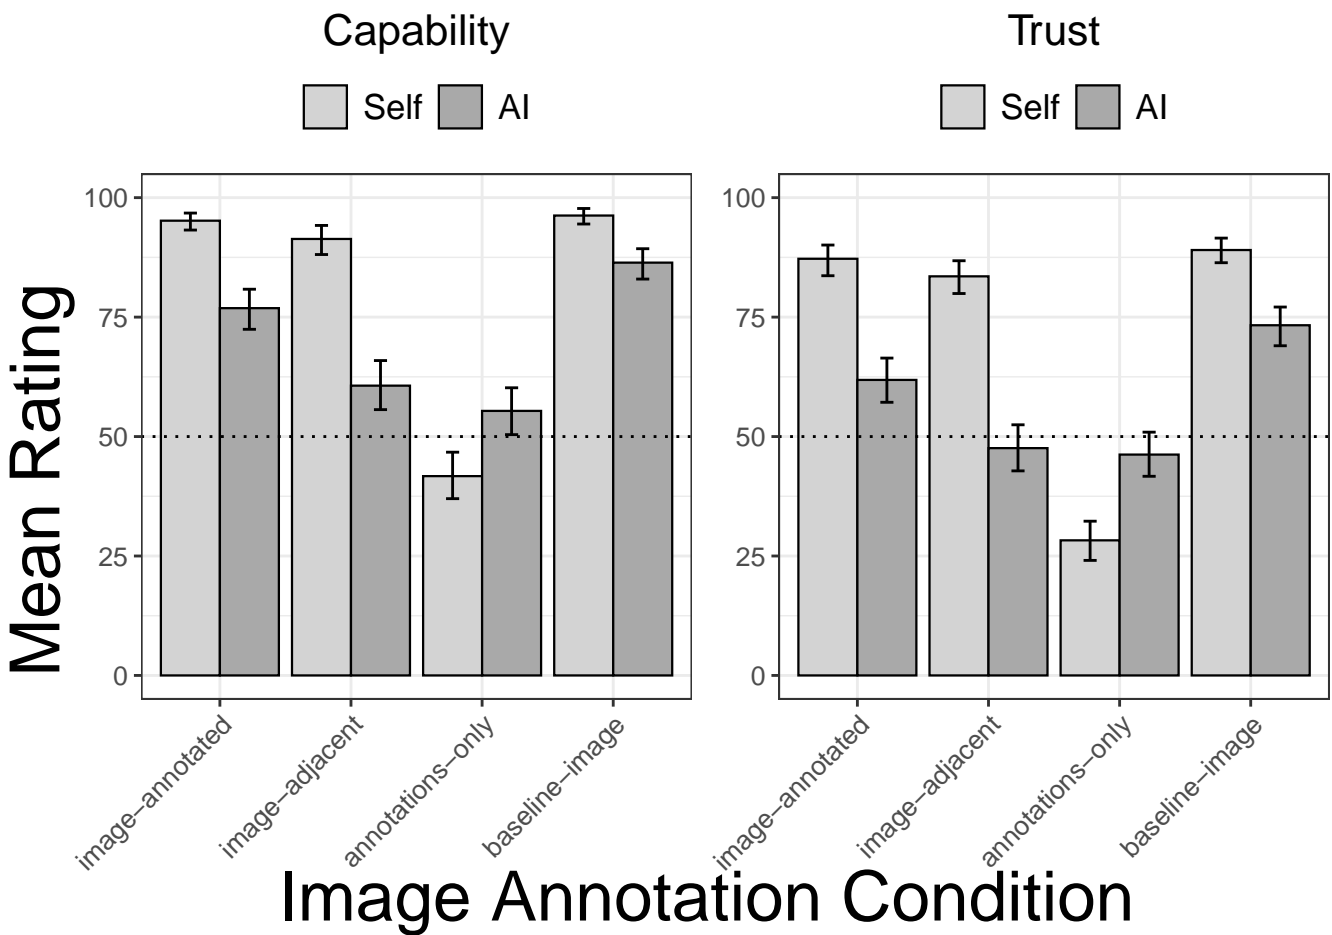 Capability
Self AI
Trust
Self AI
Mean Rating
100
75
50
25
0
100
75
50
25
0
image−annotated
image−adjacent
annotations−only
baseline−image
image−annotated
image−adjacent
annotations−only
baseline−image
Image Annotation Condition